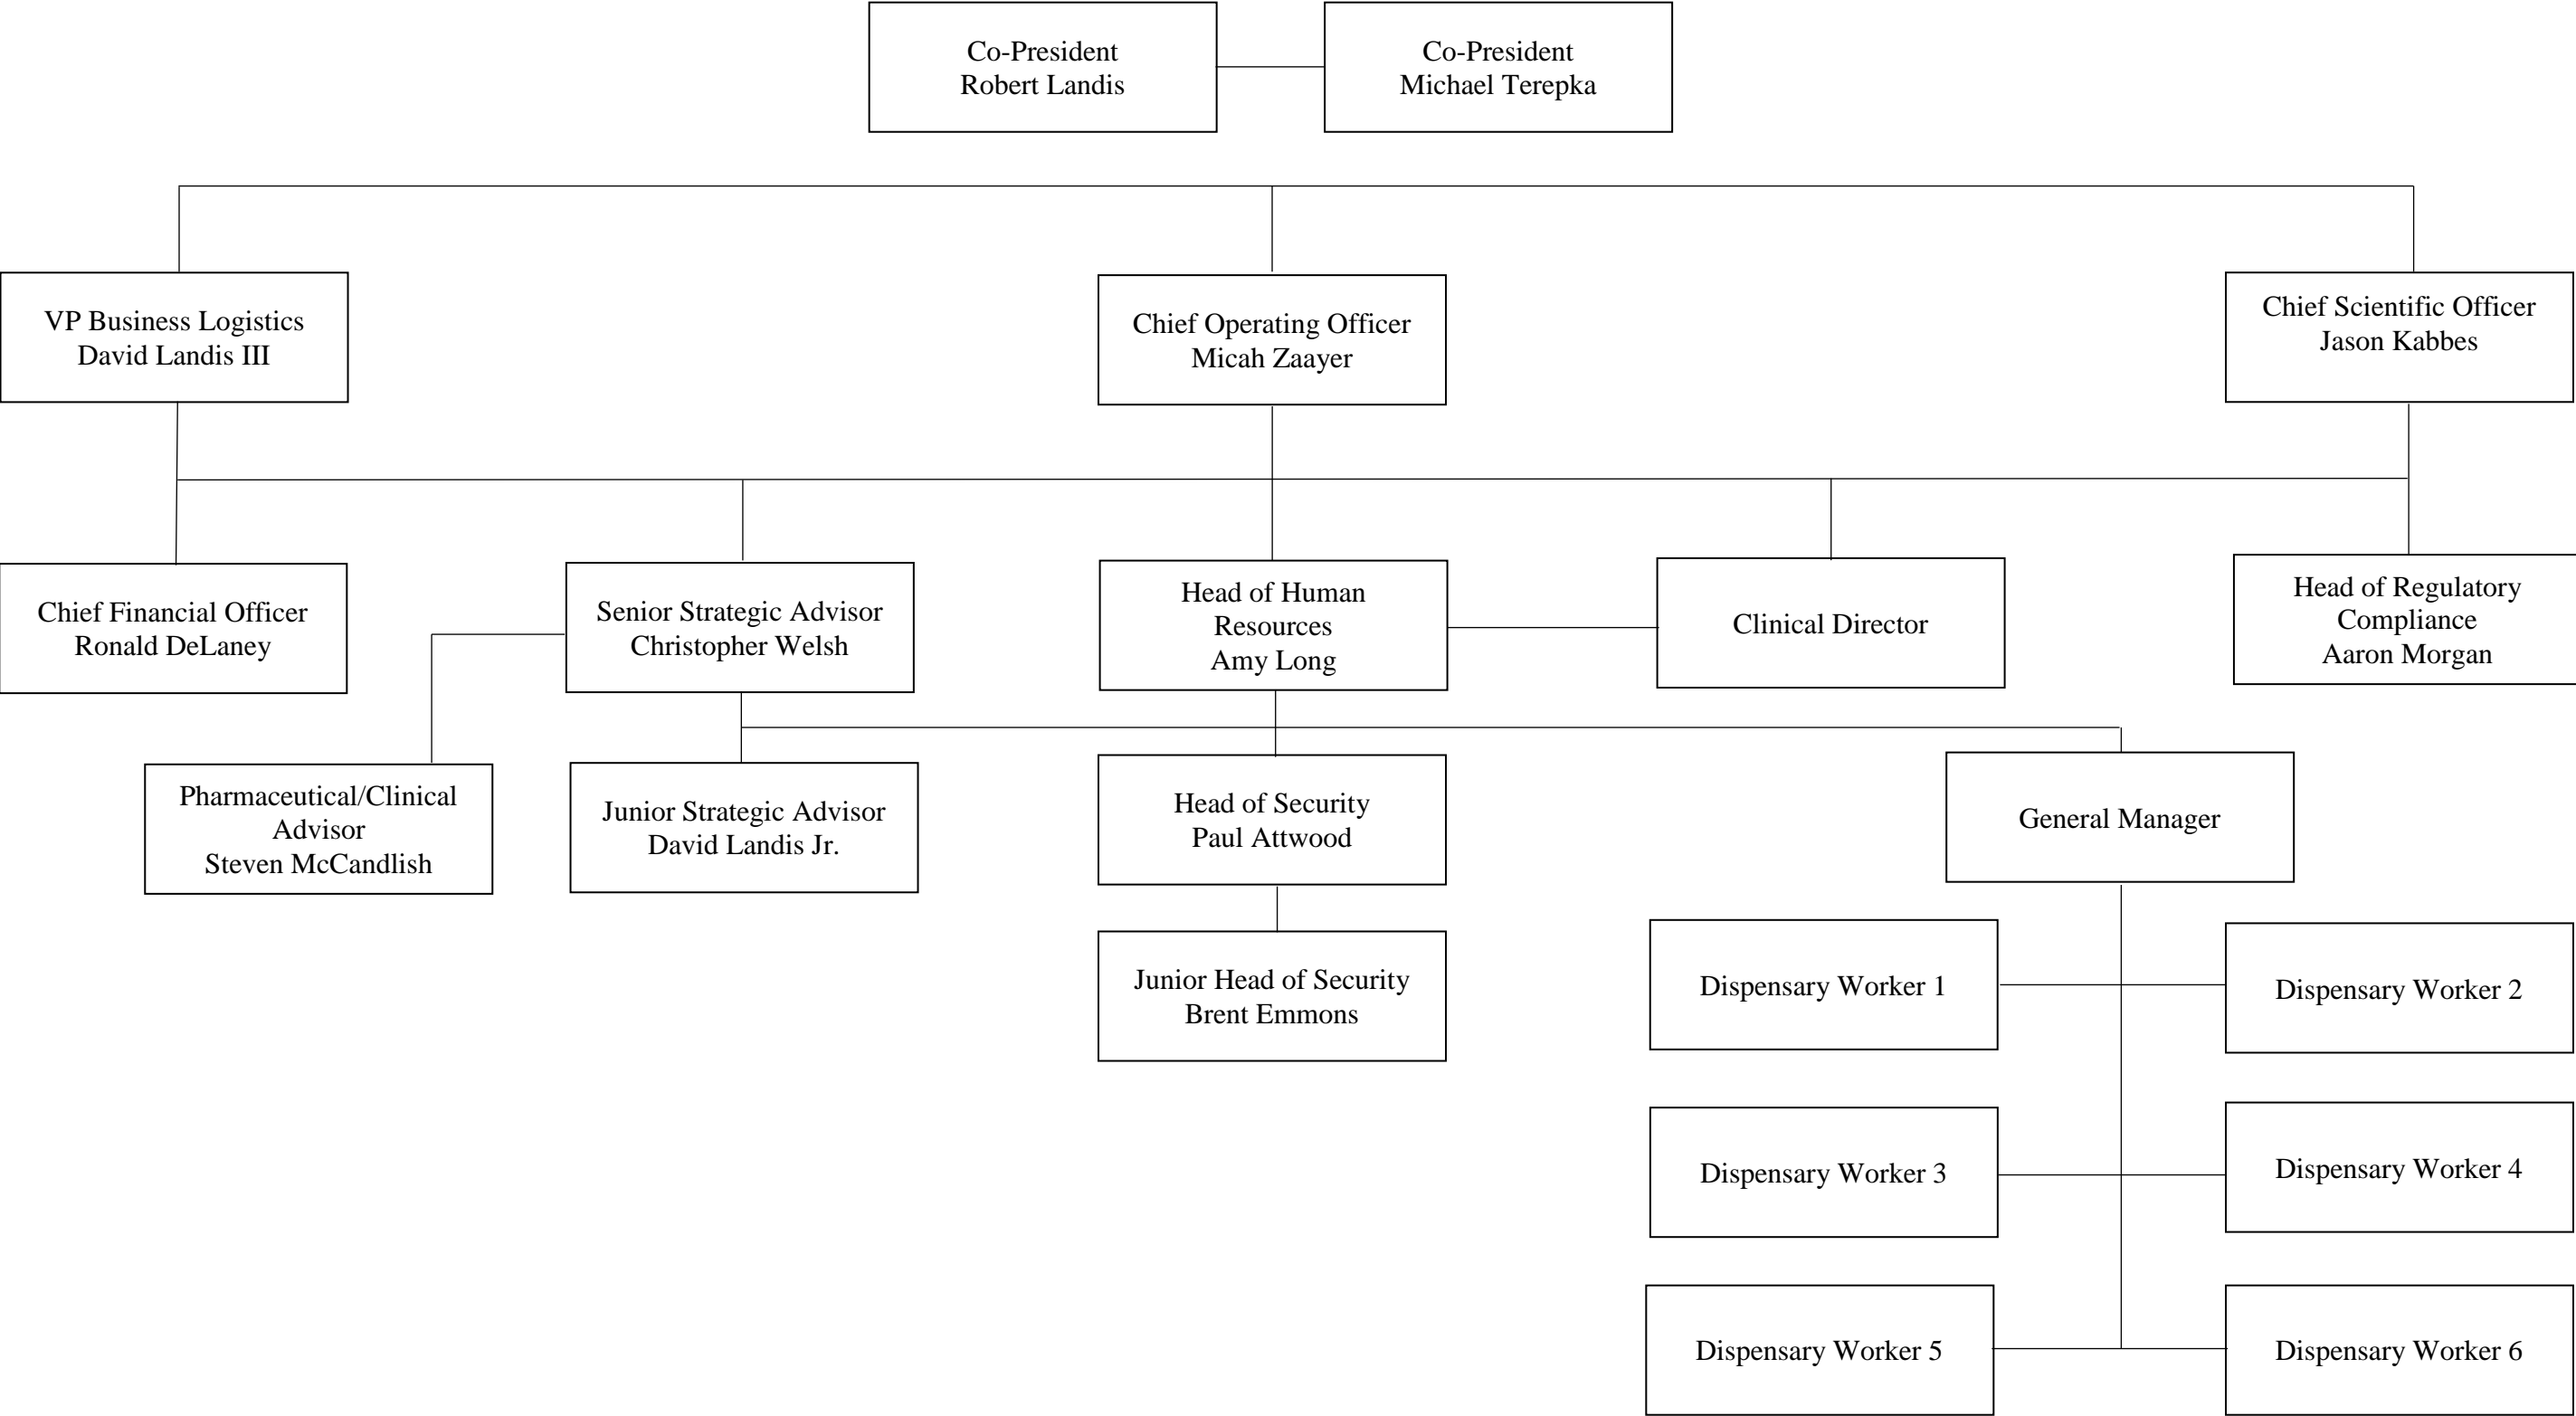 Co-President
Robert Landis
Co-President
Michael Terepka
VP Business Logistics
David Landis III
Chief Operating Officer
Micah Zaayer
Chief Scientific Officer
Jason Kabbes
Chief Financial Officer
Ronald DeLaney
Senior Strategic Advisor
Christopher Welsh
Head of Human
Resources
Amy Long
Clinical Director
Head of Regulatory
Compliance
Aaron Morgan
Pharmaceutical/Clinical
Advisor
Steven McCandlish
Junior Strategic Advisor
David Landis Jr.
Head of Security
Paul Attwood
General Manager
Junior Head of Security
Brent Emmons
Dispensary Worker 1
Dispensary Worker 2
Dispensary Worker 3
Dispensary Worker 4
Dispensary Worker 5
Dispensary Worker 6